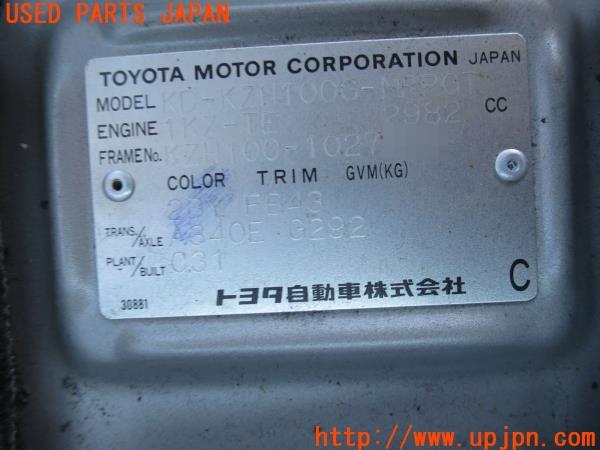 USED PARTS JAPAN
TOYOTA MOTOR CORPORATION JAPAN
MODEL KD-KZH100G-
ENGINE 1KZ-TE 2982 CC
FRAME No. KZH100-1027
COLOR TRIM GVM(KG)
FB43
TRANS/AXLE A340E G292
PLANT/BUILT C31
30881 トヨタ自動車株式会社 C
UPJ
http://www.upjpn.com/